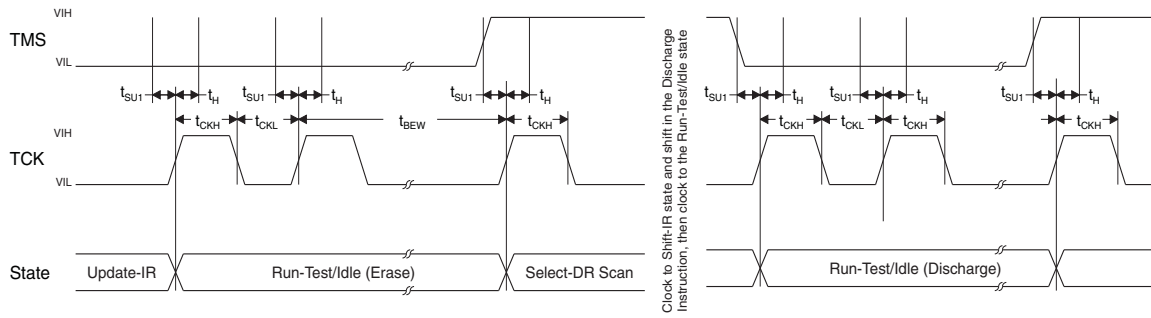 VIH
TMS
VIL
tSU1 tH tSU1 tH tSU1 tH
tCKH tCKL tBEW tCKH
VIH
TCK
VIL
State Update-IR Run-Test/Idle (Erase) Select-DR Scan
Clock to Shift-IR state and shift in the Discharge
Instruction, then clock to the Run-Test/Idle state
tSU1 tH tSU1 tH tSU1 tH
tCKH tCKL tCKH tCKH
Run-Test/Idle (Discharge)